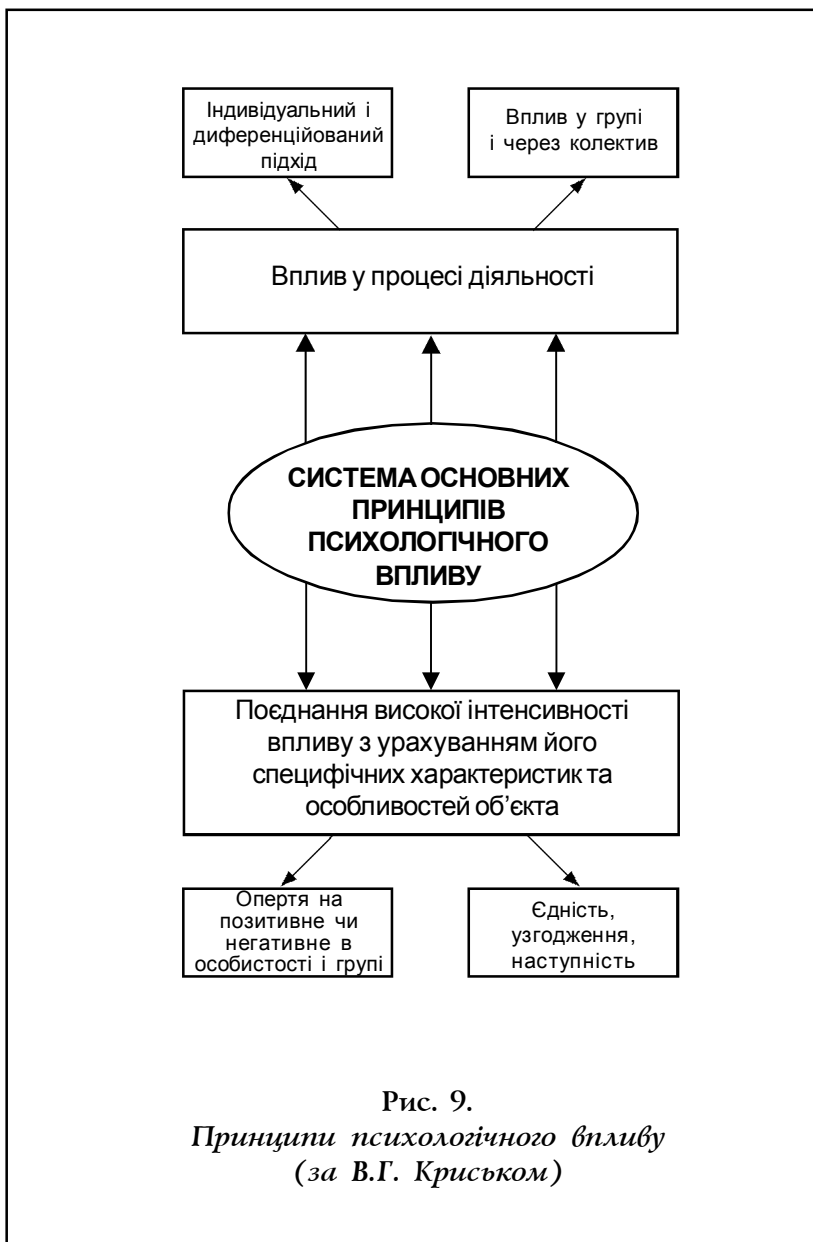 Індивідуальний і
диференційований
підхід
Вплив у групі
і через колектив
Вплив у процесі діяльності
СИСТЕМА ОСНОВНИХ
ПРИНЦИПІВ
ПСИХОЛОГІЧНОГО
ВПЛИВУ
Поєднання високої інтенсивності
впливу з урахуванням його
специфічних характеристик та
особливостей об’єкта
Опертя на
позитивне чи
негативне в
особистості і групі
Єдність,
узгодження,
наступність
Рис. 9.
Принципи психологічного впливу
(за В.Г. Криськом)